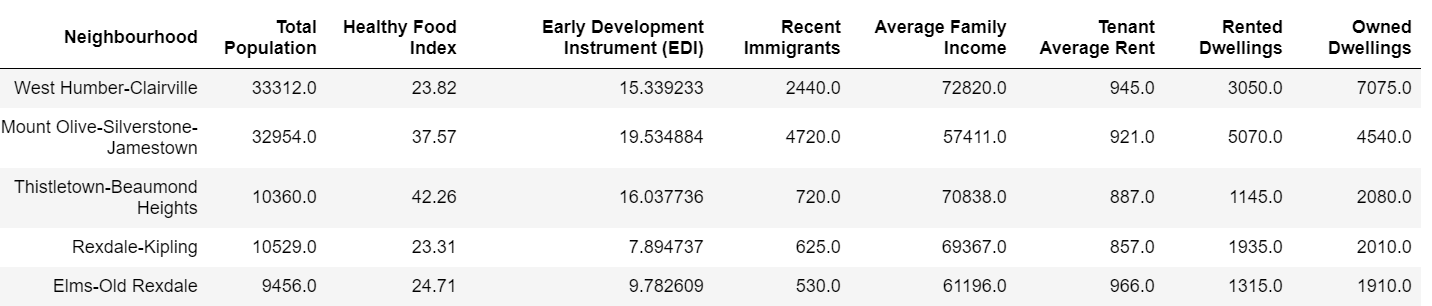 Neighbourhood Total Population Healthy Food Index Early Development Instrument (EDI) Recent Immigrants Average Family Income Tenant Average Rent Rented Dwellings Owned Dwellings
West Humber-Clairville 33312.0 23.82 15.339233 2440.0 72820.0 945.0 3050.0 7075.0
Mount Olive-Silverstone-Jamestown 32954.0 37.57 19.534884 4720.0 57411.0 921.0 5070.0 4540.0
Thistletown-Beaumond Heights 10360.0 42.26 16.037736 720.0 70838.0 887.0 1145.0 2080.0
Rexdale-Kipling 10529.0 23.31 7.894737 625.0 69367.0 857.0 1935.0 2010.0
Elms-Old Rexdale 9456.0 24.71 9.782609 530.0 61196.0 966.0 1315.0 1910.0